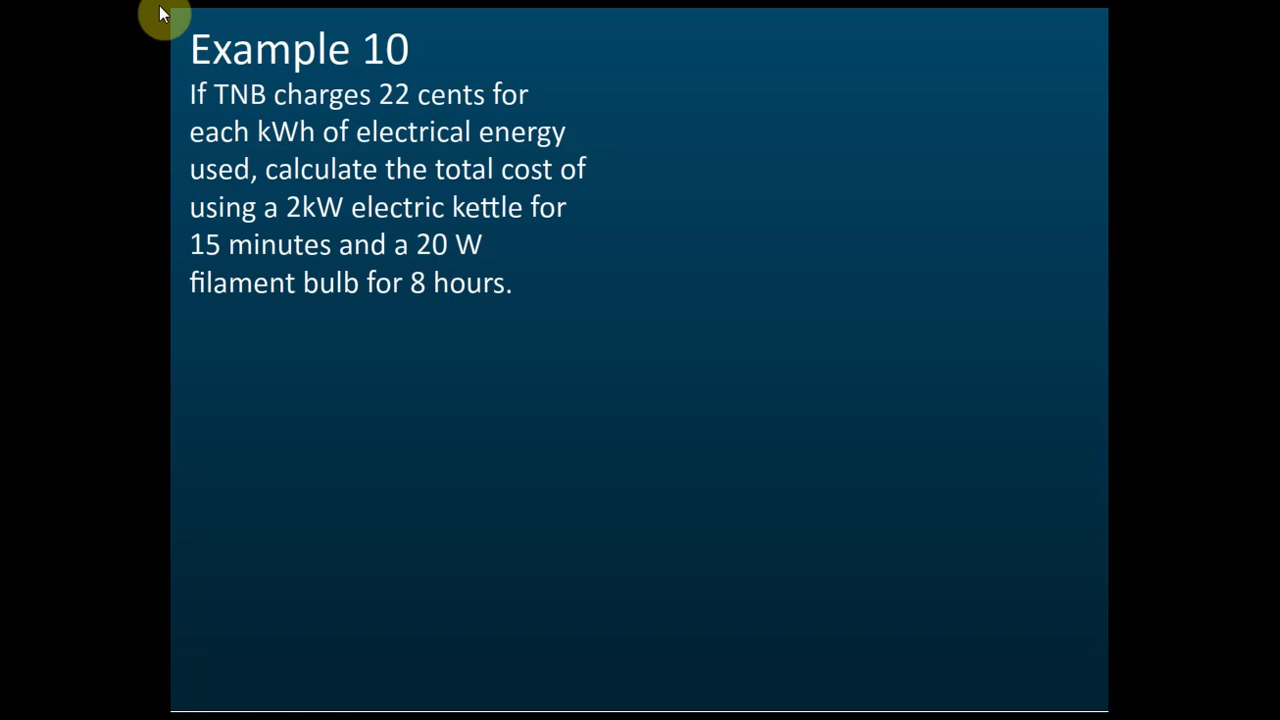 Example 10
If TNB charges 22 cents for
each kWh of electrical energy
used, calculate the total cost of
using a 2kW electric kettle for
15 minutes and a 20 W
filament bulb for 8 hours.